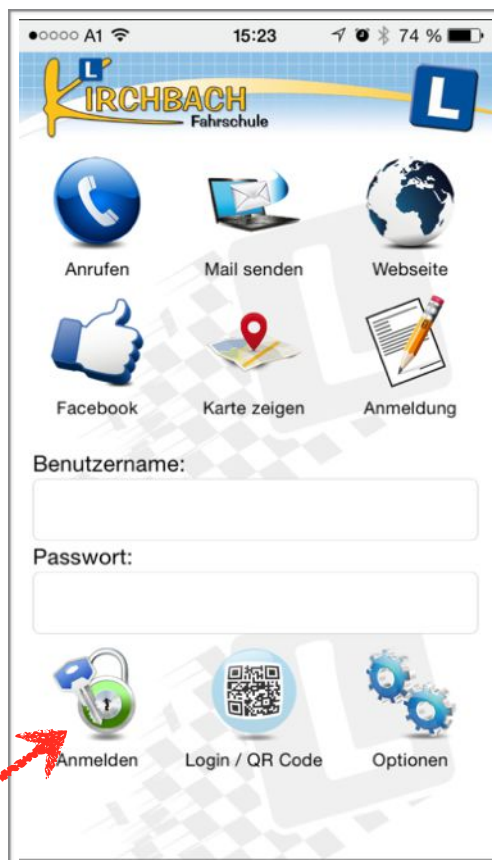 A1 15:23 74 %
L
KIRCHBACH
Fahrschule
L
Anrufen Mail senden Webseite
Facebook Karte zeigen Anmeldung
Benutzername:
Passwort:
Anmelden Login / QR Code Optionen